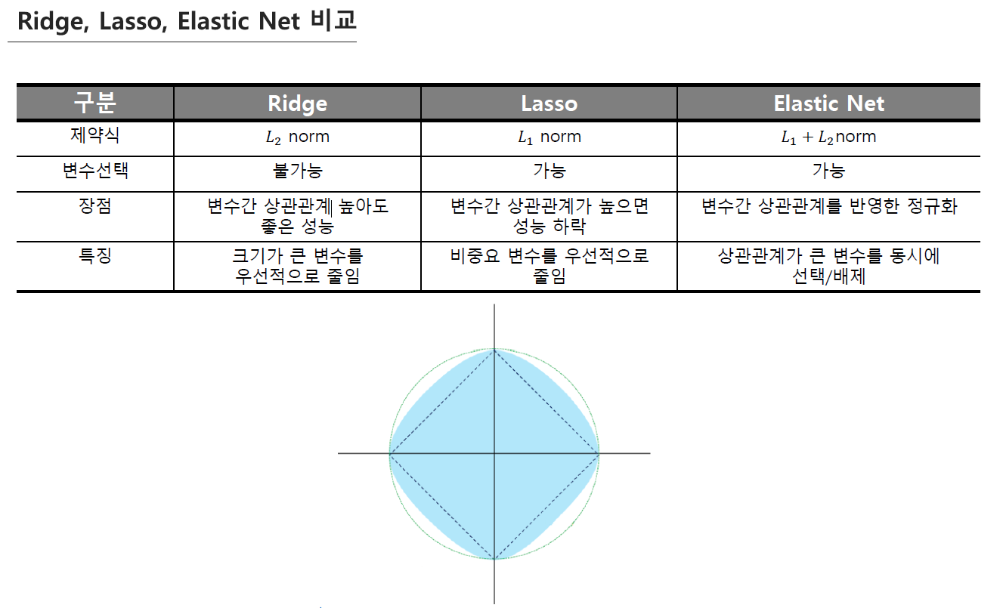 Ridge, Lasso, Elastic Net 비교
구분 Ridge Lasso Elastic Net
제약식 L₂ norm L₁ norm L₁ + L₂norm
변수선택 불가능 가능 가능
장점 변수간 상관관계 높아도 변수간 상관관계가 높으면 변수간 상관관계를 반영한 정규화
좋은 성능 성능 하락
특징 크기가 큰 변수를 비중요 변수를 우선적으로 상관관계가 큰 변수를 동시에
우선적으로 줄임 줄임 선택/배제